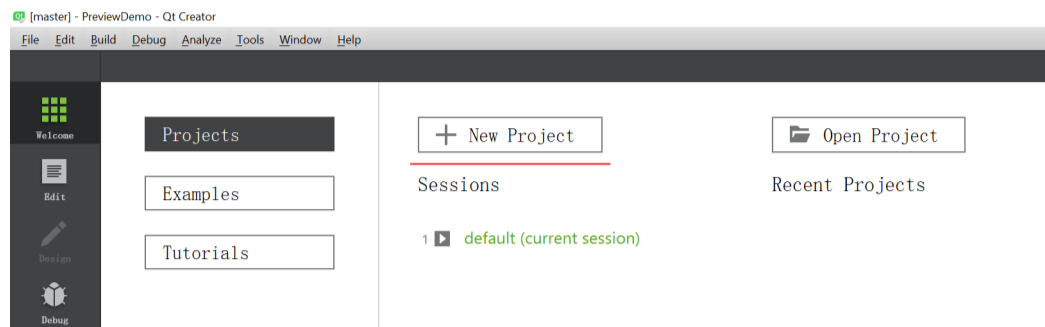 [master] - PreviewDemo - Qt Creator
File Edit Build Debug Analyze Tools Window Help
Welcome
Edit
Design
Debug
Projects
Examples
Tutorials
New Project
Sessions
1 default (current session)
Open Project
Recent Projects